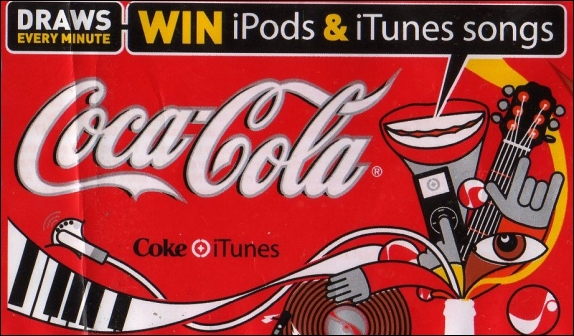 DRAWS
EVERY MINUTE
WIN iPods & iTunes songs
Coca-Cola®
Coke iTunes